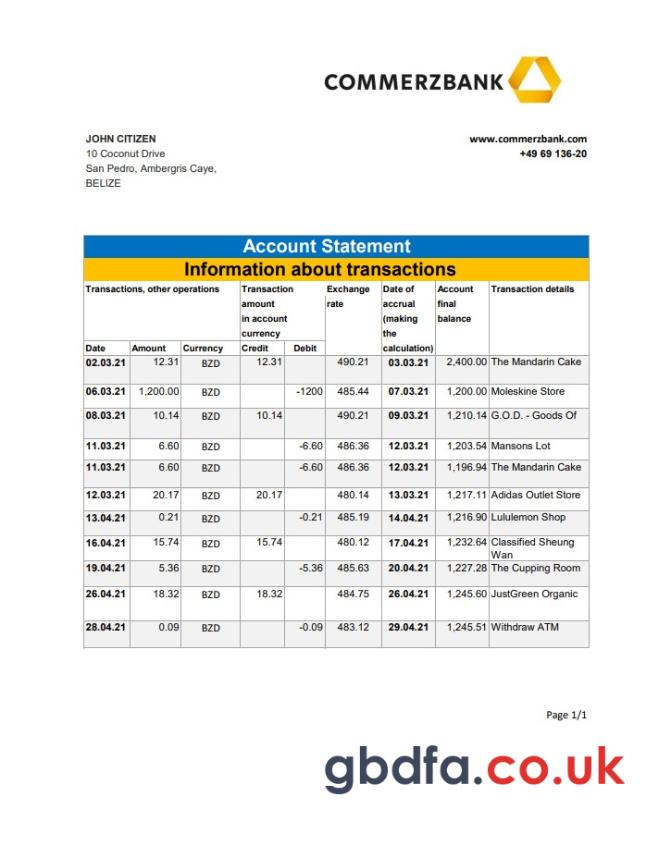 COMMERZBANK
JOHN CITIZEN
10 Coconut Drive
San Pedro, Ambergris Caye,
BELIZE
www.commerzbank.com
+49 69 136-20
Account Statement
Information about transactions
Transactions, other operations Transaction amount in account currency Exchange rate Date of accrual (making the calculation) Account final balance Transaction details
Date Amount Currency Credit Debit
02.03.21 12.31 BZD 12.31 490.21 03.03.21 2,400.00 The Mandarin Cake
06.03.21 1,200.00 BZD -1200 485.44 07.03.21 1,200.00 Moleskine Store
08.03.21 10.14 BZD 10.14 490.21 09.03.21 1,210.14 G.O.D. - Goods Of
11.03.21 6.60 BZD -6.60 486.36 12.03.21 1,203.54 Mansons Lot
11.03.21 6.60 BZD -6.60 486.36 12.03.21 1,196.94 The Mandarin Cake
12.03.21 20.17 BZD 20.17 480.14 13.03.21 1,217.11 Adidas Outlet Store
13.04.21 0.21 BZD -0.21 485.19 14.04.21 1,216.90 Lululemon Shop
16.04.21 15.74 BZD 15.74 480.12 17.04.21 1,232.64 Classified Sheung
Wan
19.04.21 5.36 BZD -5.36 485.63 20.04.21 1,227.28 The Cupping Room
26.04.21 18.32 BZD 18.32 484.75 26.04.21 1,245.60 JustGreen Organic
28.04.21 0.09 BZD -0.09 483.12 29.04.21 1,245.51 Withdraw ATM
Page 1/1
gbdfa.co.uk